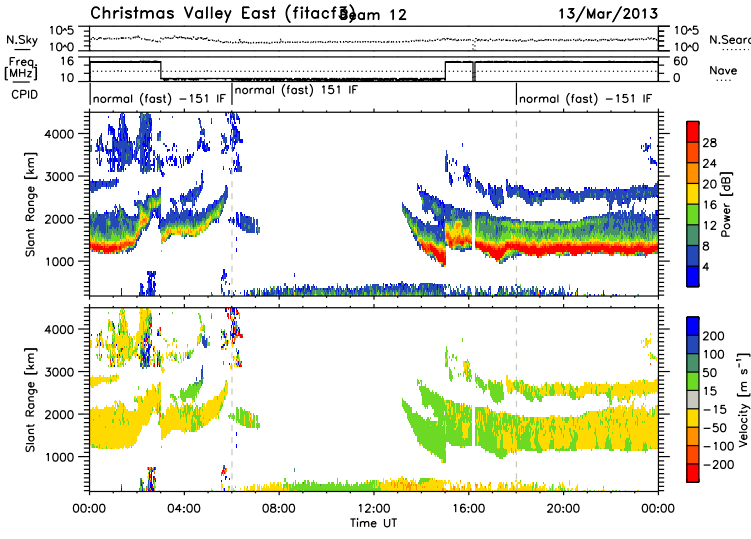 Christmas Valley East (fitacf3) Beam 12 13/Mar/2013
N.Sky 10^5 10^0 10^5 10^0 N.Searc
Freq. [MHz] 16 10 60 0 Nave
CPID normal (fast) -151 IF normal (fast) 151 IF normal (fast) -151 IF
Slant Range [km] 4000 3000 2000 1000
28 24 20 16 12 8 4 Power [dB]
Slant Range [km] 4000 3000 2000 1000
200 100 50 15 -15 -50 -100 -200 Velocity [m s⁻¹]
00:00 04:00 08:00 12:00 16:00 20:00 00:00
Time UT